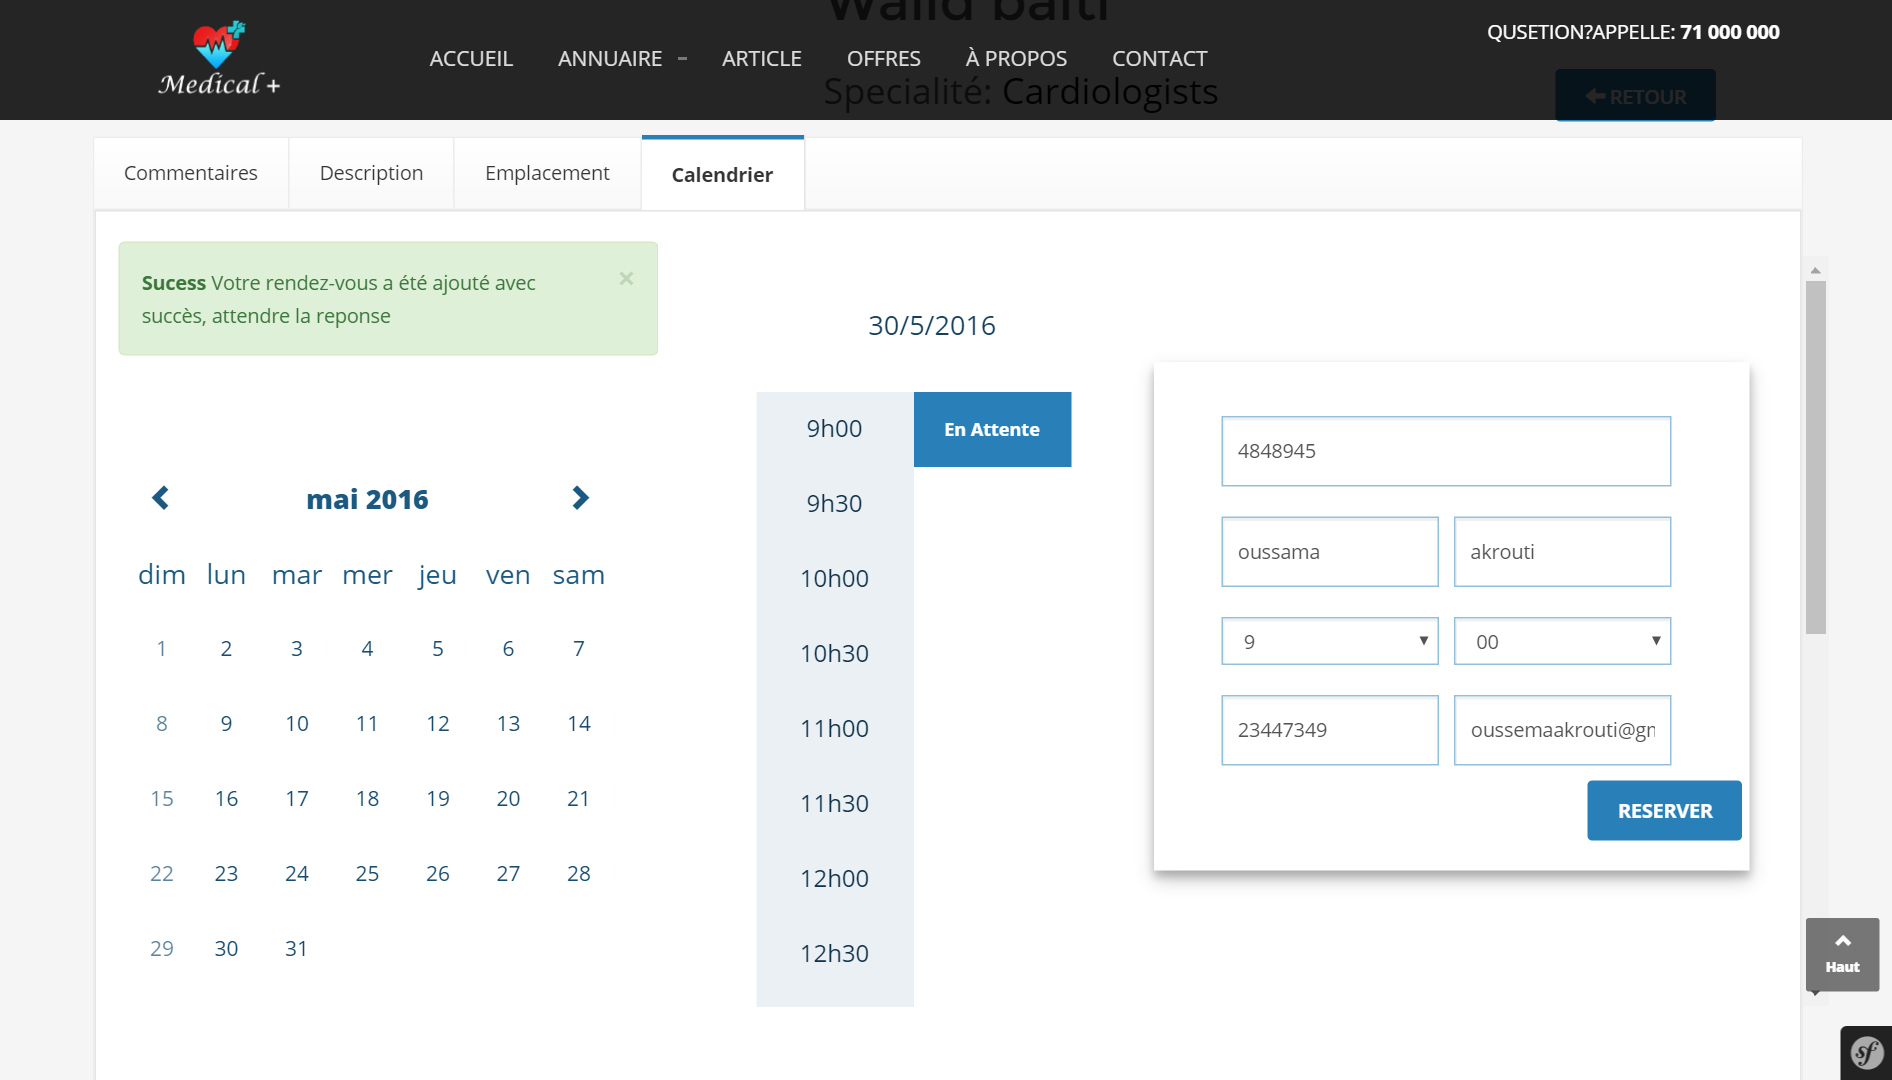 Walid balti
QUSETION?APPELLE: 71 000 000
Medical +
ACCUEIL ANNUAIRE ARTICLE OFFRES À PROPOS CONTACT
Specialité: Cardiologists
RETOUR
Commentaires Description Emplacement Calendrier
Sucess Votre rendez-vous a été ajouté avec ×
succès, attendre la reponse
mai 2016
dim lun mar mer jeu ven sam
1 2 3 4 5 6 7
8 9 10 11 12 13 14
15 16 17 18 19 20 21
22 23 24 25 26 27 28
29 30 31
30/5/2016
9h00 En Attente
9h30
10h00
10h30
11h00
11h30
12h00
12h30
4848945
oussama akrouti
9 00
23447349 oussemaakrouti@gn
RESERVER
Haut
sf